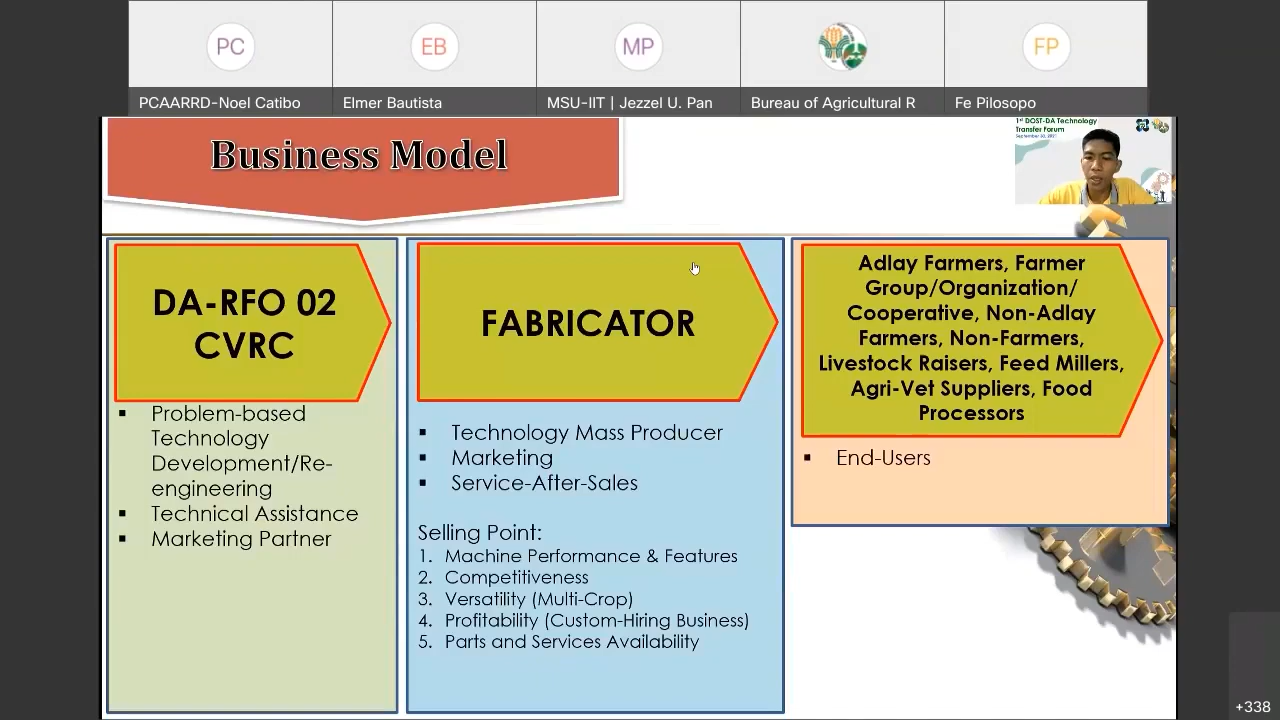 PC
EB
MP
FP
PCAARRD-Noel Catibo
Elmer Bautista
MSU-IIT | Jezzel U. Pan
Bureau of Agricultural R
Fe Pilosopo
Business Model
1st DOST-DA Technology
Transfer Forum
DA-RFO 02
CVRC
▪ Problem-based
Technology
Development/Re-
engineering
▪ Technical Assistance
▪ Marketing Partner
FABRICATOR
▪ Technology Mass Producer
▪ Marketing
▪ Service-After-Sales
Selling Point:
1. Machine Performance & Features
2. Competitiveness
3. Versatility (Multi-Crop)
4. Profitability (Custom-Hiring Business)
5. Parts and Services Availability
Adlay Farmers, Farmer
Group/Organization/
Cooperative, Non-Adlay
Farmers, Non-Farmers,
Livestock Raisers, Feed Millers,
Agri-Vet Suppliers, Food
Processors
▪ End-Users
+338